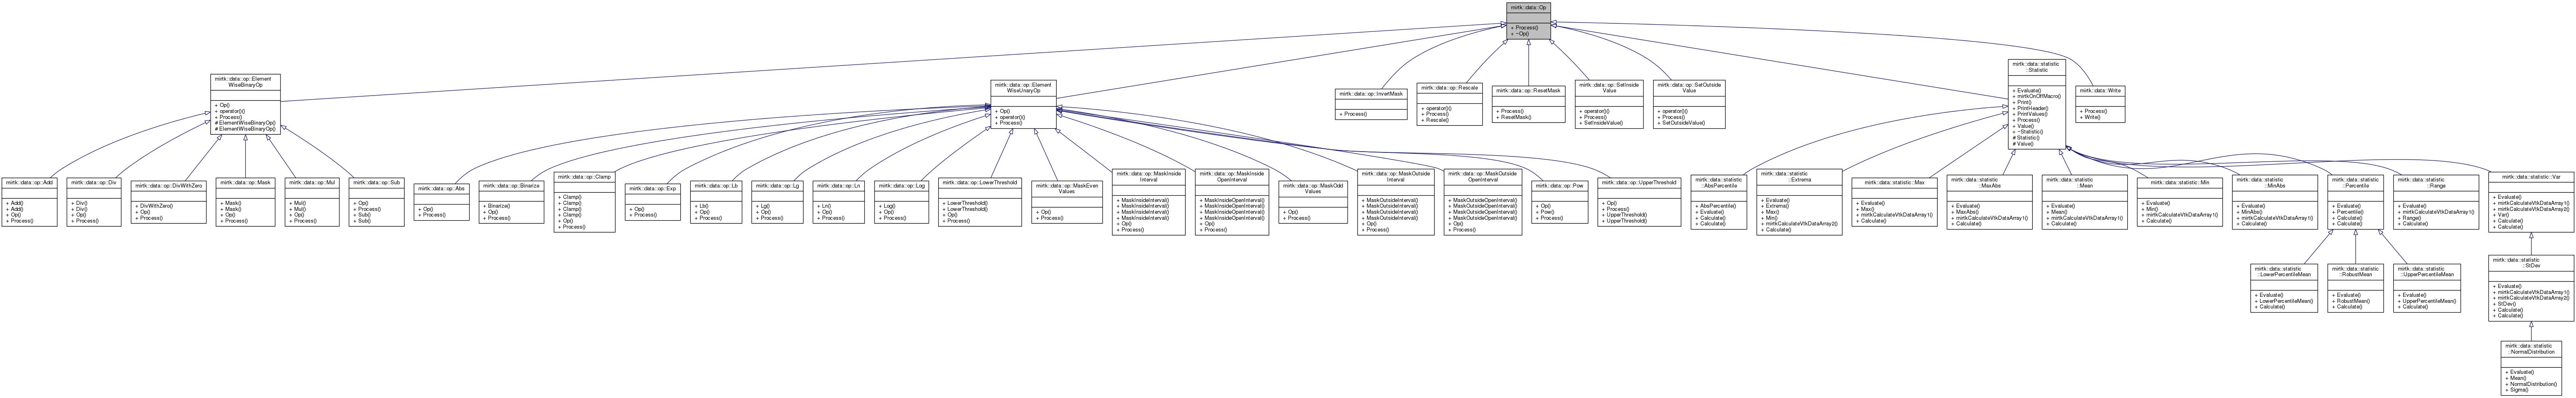 mirtk::data::Op
+ Process()
+ ~Op()
mirtk::data::op::Element
WiseBinaryOp
+ Op()
+ operator()()
+ Process()
# ElementWiseBinaryOp()
# ElementWiseBinaryOp()
mirtk::data::op::Element
WiseUnaryOp
+ Op()
+ operator()()
+ Process()
mirtk::data::op::InvertMask
+ Process()
mirtk::data::op::Rescale
+ operator()()
+ Process()
+ Rescale()
mirtk::data::op::ResetMask
+ Process()
+ ResetMask()
mirtk::data::op::SetInside
Value
+ operator()()
+ Process()
+ SetInsideValue()
mirtk::data::op::SetOutside
Value
+ operator()()
+ Process()
+ SetOutsideValue()
mirtk::data::statistic
::Statistic
+ Evaluate()
+ mirtkOnOffMacro()
+ Print()
+ PrintHeader()
+ PrintValues()
+ Process()
+ Value()
+ ~Statistic()
# Statistic()
# Value()
mirtk::data::Write
+ Process()
+ Write()
mirtk::data::op::Add
+ Add()
+ Add()
+ Op()
+ Process()
mirtk::data::op::Div
+ Div()
+ Div()
+ Op()
+ Process()
mirtk::data::op::DivWithZero
+ DivWithZero()
+ Op()
+ Process()
mirtk::data::op::Mask
+ Mask()
+ Mask()
+ Op()
+ Process()
mirtk::data::op::Mul
+ Mul()
+ Mul()
+ Op()
+ Process()
mirtk::data::op::Sub
+ Op()
+ Process()
+ Sub()
+ Sub()
mirtk::data::op::Abs
+ Op()
+ Process()
mirtk::data::op::Binarize
+ Binarize()
+ Op()
+ Process()
mirtk::data::op::Clamp
+ Clamp()
+ Clamp()
+ Clamp()
+ Clamp()
+ Op()
+ Process()
mirtk::data::op::Exp
+ Op()
+ Process()
mirtk::data::op::Lb
+ Lb()
+ Op()
+ Process()
mirtk::data::op::Lg
+ Lg()
+ Op()
+ Process()
mirtk::data::op::Ln
+ Ln()
+ Op()
+ Process()
mirtk::data::op::Log
+ Log()
+ Op()
+ Process()
mirtk::data::op::LowerThreshold
+ LowerThreshold()
+ LowerThreshold()
+ Op()
+ Process()
mirtk::data::op::MaskEven
Values
+ Op()
+ Process()
mirtk::data::op::MaskInside
Interval
+ MaskInsideInterval()
+ MaskInsideInterval()
+ MaskInsideInterval()
+ MaskInsideInterval()
+ Op()
+ Process()
mirtk::data::op::MaskInside
OpenInterval
+ MaskInsideOpenInterval()
+ MaskInsideOpenInterval()
+ MaskInsideOpenInterval()
+ MaskInsideOpenInterval()
+ Op()
+ Process()
mirtk::data::op::MaskOdd
Values
+ Op()
+ Process()
mirtk::data::op::MaskOutside
Interval
+ MaskOutsideInterval()
+ MaskOutsideInterval()
+ MaskOutsideInterval()
+ MaskOutsideInterval()
+ Op()
+ Process()
mirtk::data::op::MaskOutside
OpenInterval
+ MaskOutsideOpenInterval()
+ MaskOutsideOpenInterval()
+ MaskOutsideOpenInterval()
+ MaskOutsideOpenInterval()
+ Op()
+ Process()
mirtk::data::op::Pow
+ Op()
+ Pow()
+ Process()
mirtk::data::op::UpperThreshold
+ Op()
+ Process()
+ UpperThreshold()
+ UpperThreshold()
mirtk::data::statistic
::AbsPercentile
+ AbsPercentile()
+ Evaluate()
+ Calculate()
+ Calculate()
mirtk::data::statistic
::Extrema
+ Evaluate()
+ Extrema()
+ Max()
+ Min()
+ mirtkCalculateVtkDataArray2()
+ Calculate()
mirtk::data::statistic::Max
+ Evaluate()
+ Max()
+ mirtkCalculateVtkDataArray1()
+ Calculate()
mirtk::data::statistic
::MaxAbs
+ Evaluate()
+ MaxAbs()
+ mirtkCalculateVtkDataArray1()
+ Calculate()
mirtk::data::statistic
::Mean
+ Evaluate()
+ Mean()
+ mirtkCalculateVtkDataArray1()
+ Calculate()
mirtk::data::statistic::Min
+ Evaluate()
+ Min()
+ mirtkCalculateVtkDataArray1()
+ Calculate()
mirtk::data::statistic
::MinAbs
+ Evaluate()
+ MinAbs()
+ mirtkCalculateVtkDataArray1()
+ Calculate()
mirtk::data::statistic
::Percentile
+ Evaluate()
+ Percentile()
+ Calculate()
+ Calculate()
mirtk::data::statistic
::Range
+ Evaluate()
+ mirtkCalculateVtkDataArray1()
+ Range()
+ Calculate()
mirtk::data::statistic::Var
+ Evaluate()
+ mirtkCalculateVtkDataArray1()
+ mirtkCalculateVtkDataArray2()
+ Var()
+ Calculate()
+ Calculate()
mirtk::data::statistic
::LowerPercentileMean
+ Evaluate()
+ LowerPercentileMean()
+ Calculate()
mirtk::data::statistic
::RobustMean
+ Evaluate()
+ RobustMean()
+ Calculate()
mirtk::data::statistic
::UpperPercentileMean
+ Evaluate()
+ UpperPercentileMean()
+ Calculate()
mirtk::data::statistic
::StDev
+ Evaluate()
+ mirtkCalculateVtkDataArray1()
+ mirtkCalculateVtkDataArray2()
+ StDev()
+ Calculate()
+ Calculate()
mirtk::data::statistic
::NormalDistribution
+ Evaluate()
+ Mean()
+ NormalDistribution()
+ Sigma()